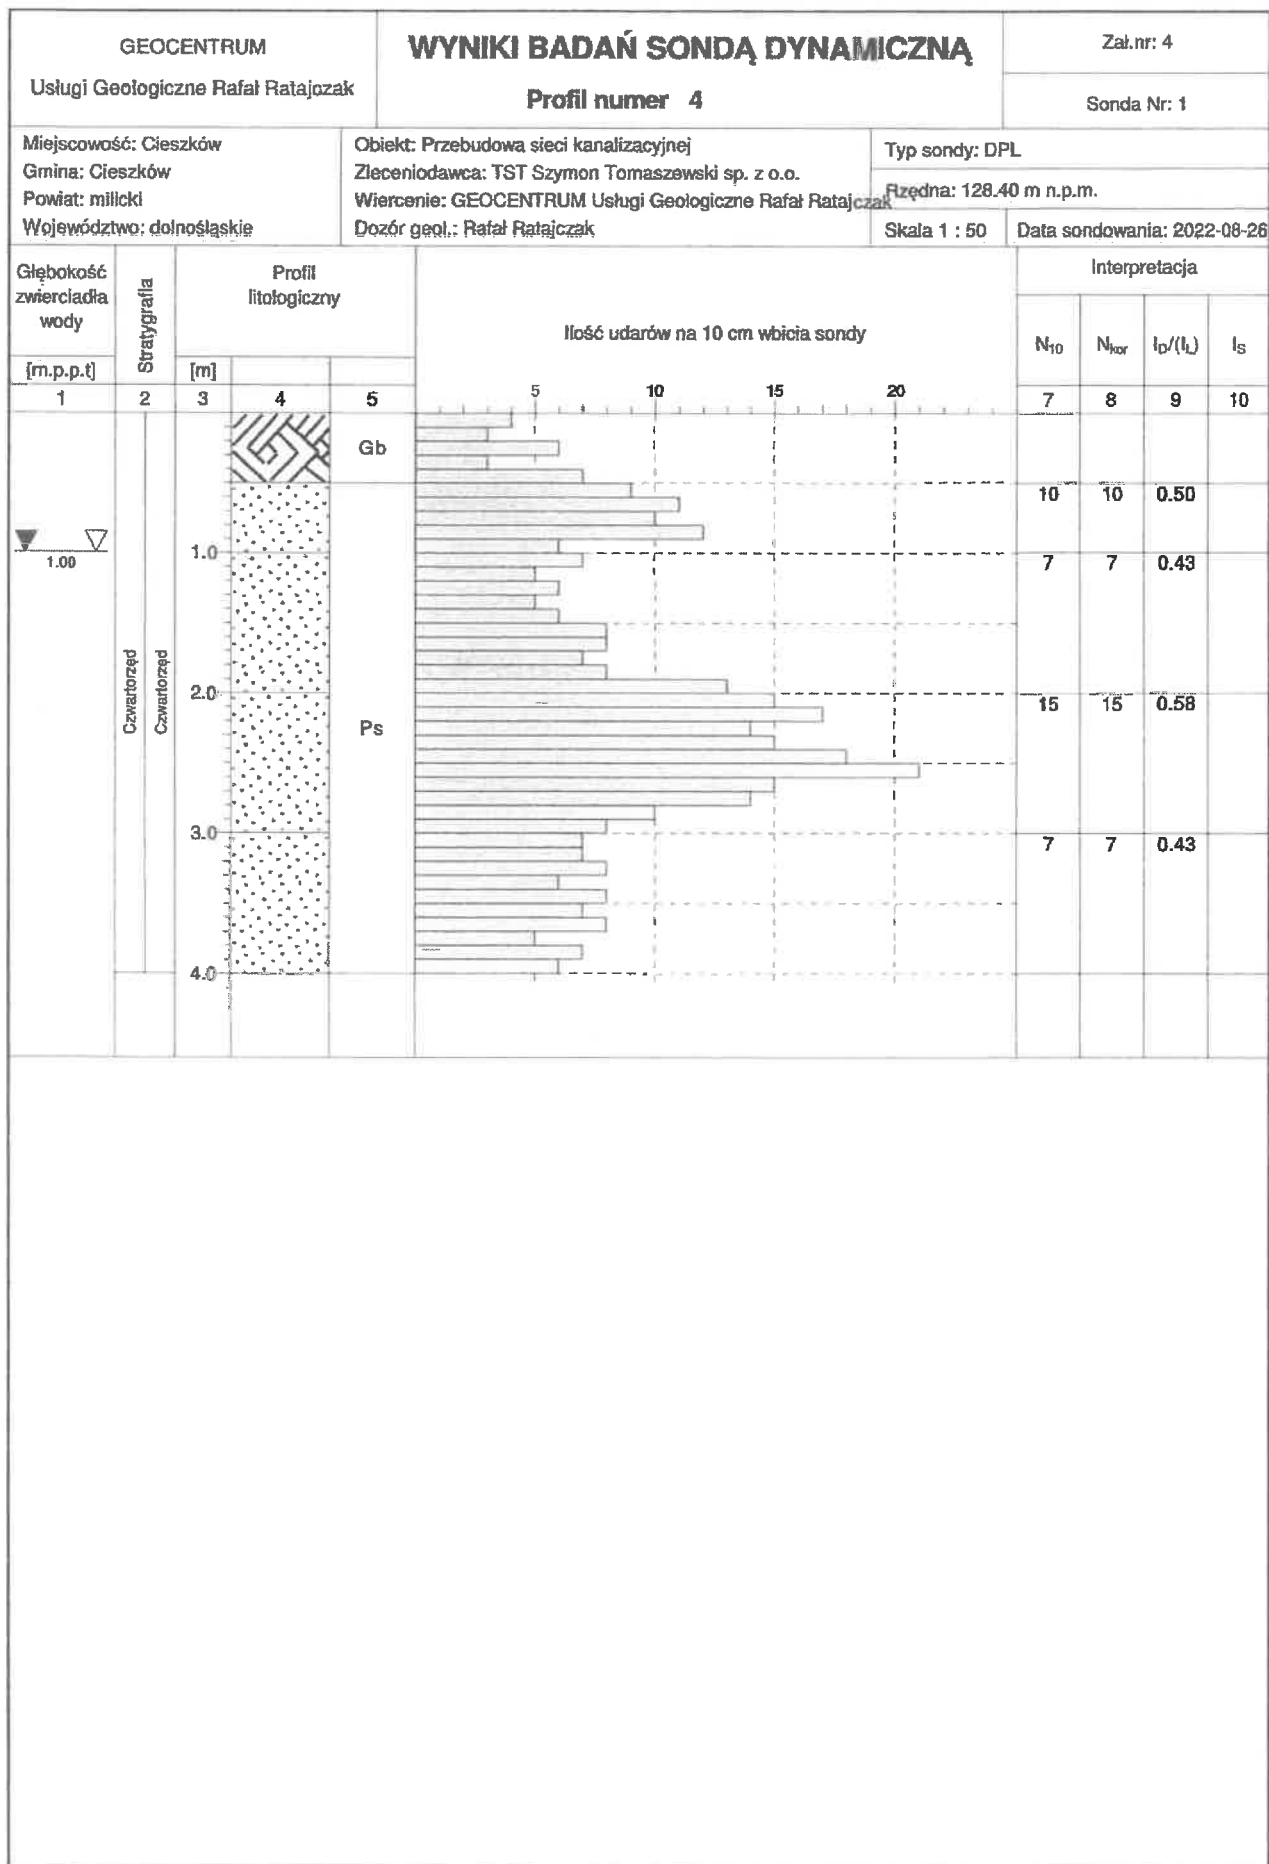 GEOCENTRUM
Usługi Geologiczne Rafał Ratajczak
WYNIKI BADAŃ SONDĄ DYNAMICZNĄ
Profil numer 4
Zał.nr: 4
Sonda Nr: 1
Miejscowość: Cieszków
Gmina: Cieszków
Powiat: milicki
Województwo: dolnośląskie
Obiekt: Przebudowa sieci kanalizacyjnej
Zleceniodawca: TST Szymon Tomaszewski sp. z o.o.
Wiercenie: GEOCENTRUM Usługi Geologiczne Rafał Ratajczak
Dozór geol.: Rafał Ratajczak
Typ sondy: DPL
Rzędna: 128.40 m n.p.m.
Skala 1 : 50
Data sondowania: 2022-08-26
Głębokość
zwierciadła
wody
[m.p.p.t]
Stratygrafia
Profil
litologiczny
[m]
Ilość udarów na 10 cm wbicia sondy
Interpretacja
N10 Nkor ID/(IL) IS
1 2 3 4 5
5 10 15 20
7 8 9 10
Gb
10 10 0.50
1.00
1.0
7 7 0.43
Czwartorzęd
Czwartorzęd
2.0
15 15 0.58
Ps
3.0
7 7 0.43
4.0